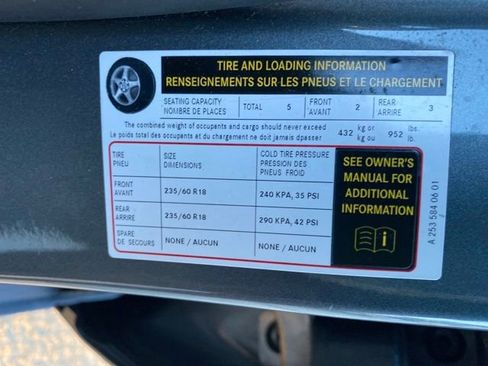 TIRE AND LOADING INFORMATION
RENSEIGNEMENTS SUR LES PNEUS ET LE CHARGEMENT
SEATING CAPACITY
NOMBRE DE PLACES
TOTAL 5
FRONT
AVANT 2
REAR
ARRIERE 3
The combined weight of occupants and cargo should never exceed
Le poids total des occupants et du chargement ne doit jamais dépasser
432 kg or
kg ou
952 lbs.
lb.
TIRE
PNEU
SIZE
DIMENSIONS
COLD TIRE PRESSURE
PRESSION DES
PNEUS FROID
FRONT
AVANT
235/60 R18
240 KPA, 35 PSI
REAR
ARRIERE
235/60 R18
290 KPA, 42 PSI
SPARE
DE SECOURS
NONE / AUCUN
NONE / AUCUN
SEE OWNER'S
MANUAL FOR
ADDITIONAL
INFORMATION
A 253 584 06 01